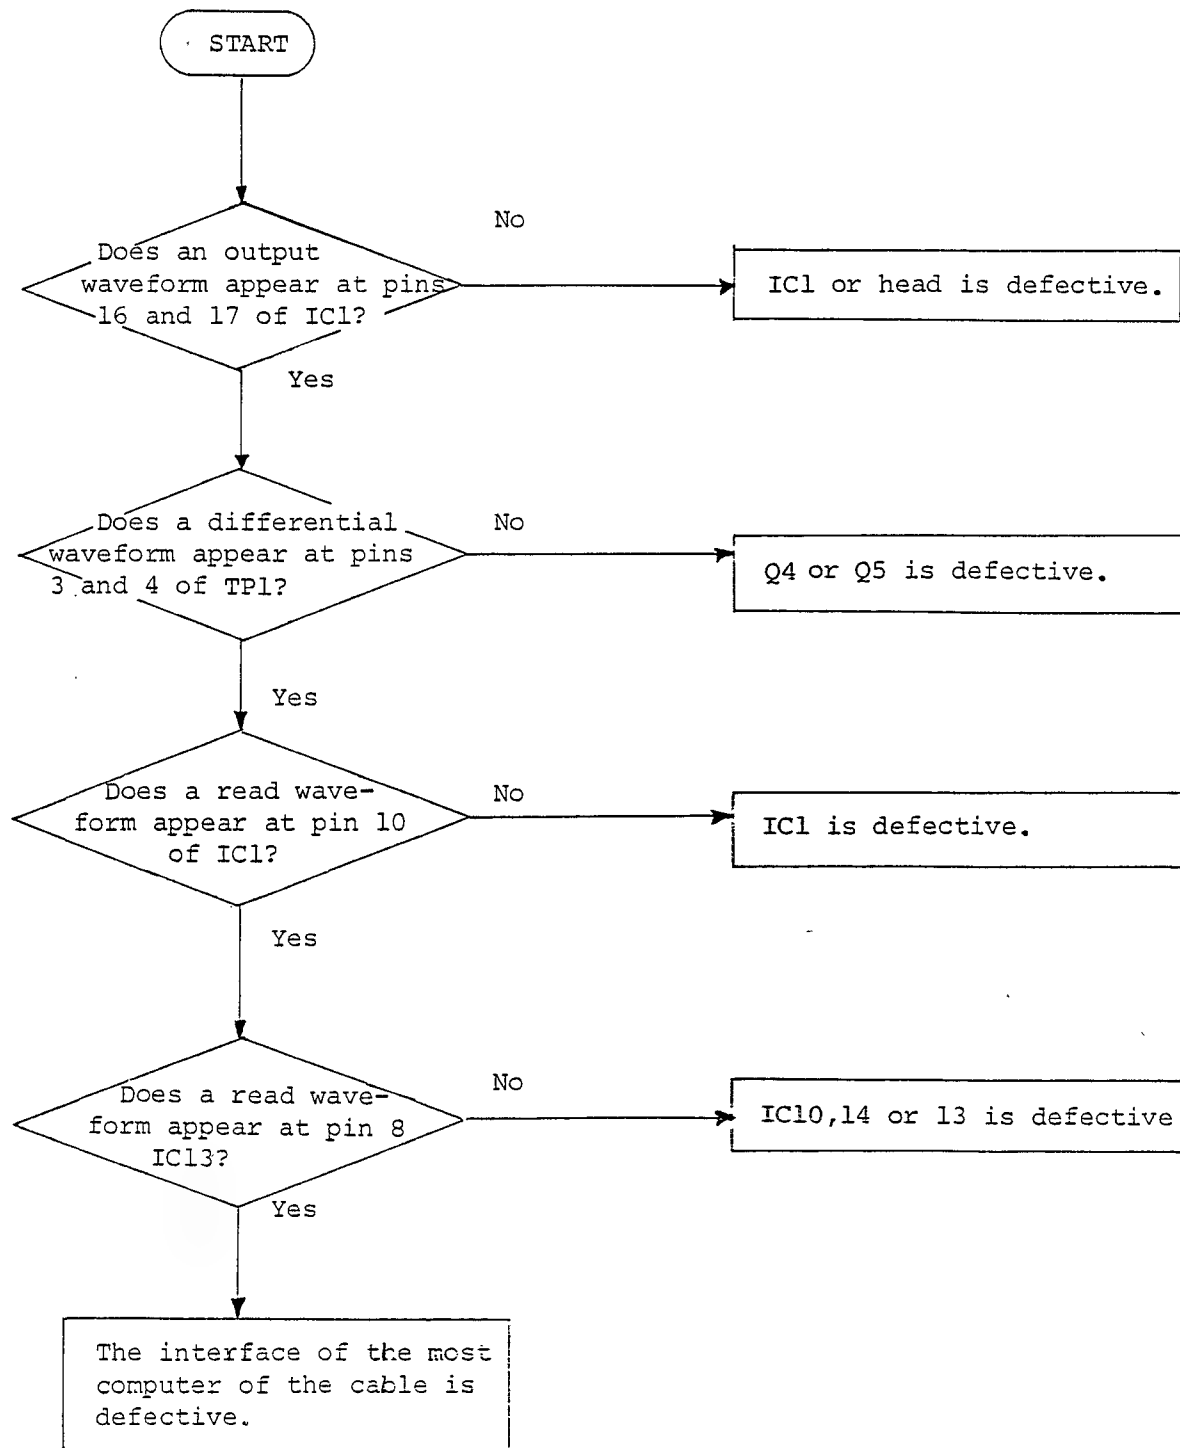 START
Does an output
waveform appear at pins
16 and 17 of IC1?
No
IC1 or head is defective.
Yes
Does a differential
waveform appear at pins
3 and 4 of TP1?
No
Q4 or Q5 is defective.
Yes
Does a read wave-
form appear at pin 10
of IC1?
No
IC1 is defective.
Yes
Does a read wave-
form appear at pin 8
IC13?
No
IC10,14 or 13 is defective
Yes
The interface of the most
computer of the cable is
defective.